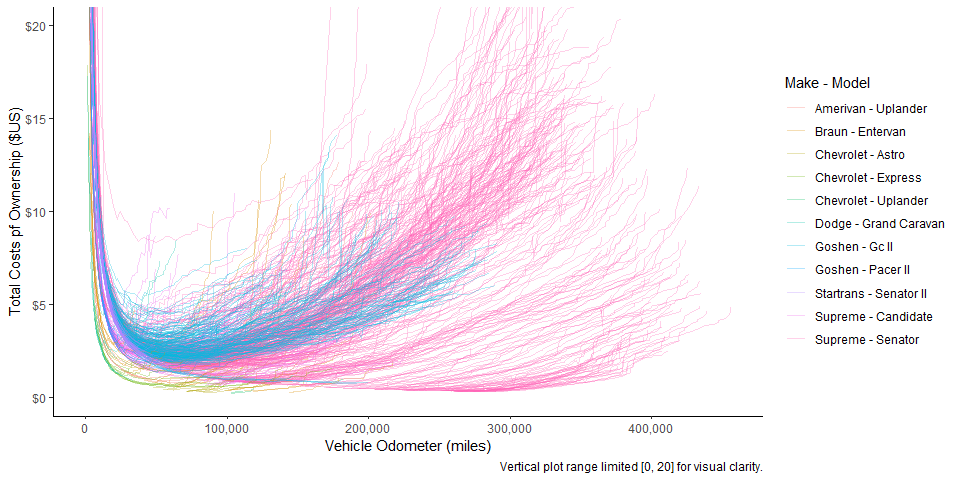 Total Costs pf Ownership ($US)
$20
$15
$10
$5
$0
0
100,000
200,000
300,000
400,000
Vehicle Odometer (miles)
Vertical plot range limited [0, 20] for visual clarity.
Make - Model
Amerivan - Uplander
Braun - Entervan
Chevrolet - Astro
Chevrolet - Express
Chevrolet - Uplander
Dodge - Grand Caravan
Goshen - Gc II
Goshen - Pacer II
Startrans - Senator II
Supreme - Candidate
Supreme - Senator